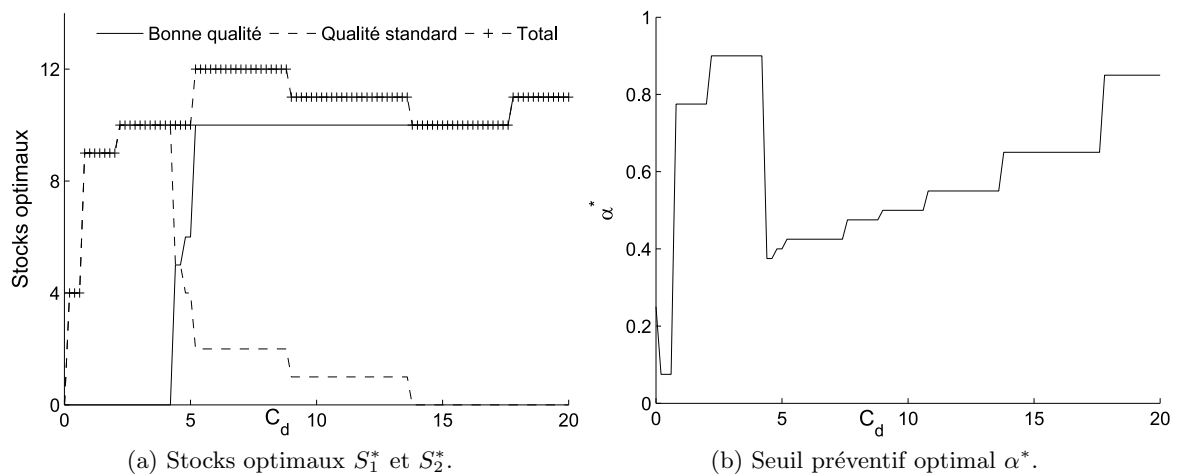 Bonne qualité
Qualité standard
Total
12
8
4
0
Stocks optimaux
0
5
10
15
20
C_d
(a) Stocks optimaux S_1^* et S_2^*.
1
0.8
0.6
0.4
0.2
0
α^*
0
5
10
15
20
C_d
(b) Seuil préventif optimal α^*.